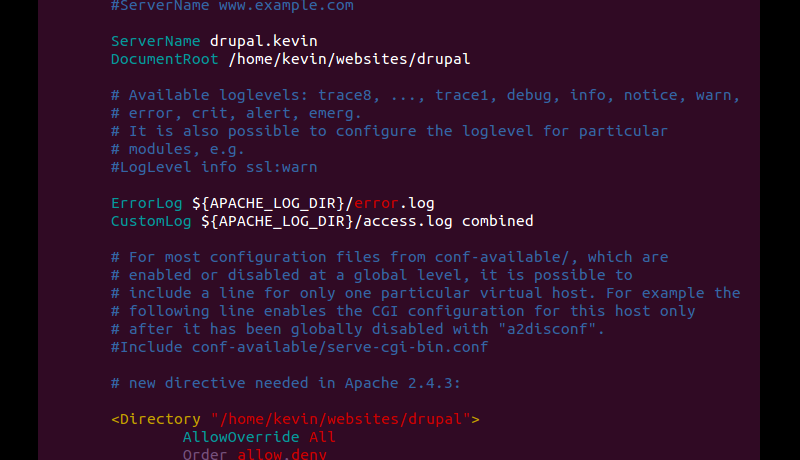 #ServerName www.example.com
ServerName drupal.kevin
DocumentRoot /home/kevin/websites/drupal
# Available loglevels: trace8, ..., trace1, debug, info, notice, warn,
# error, crit, alert, emerg.
# It is also possible to configure the loglevel for particular
# modules, e.g.
#LogLevel info ssl:warn
ErrorLog ${APACHE_LOG_DIR}/error.log
CustomLog ${APACHE_LOG_DIR}/access.log combined
# For most configuration files from conf-available/, which are
# enabled or disabled at a global level, it is possible to
# include a line for only one particular virtual host. For example the
# following line enables the CGI configuration for this host only
# after it has been globally disabled with "a2disconf".
#Include conf-available/serve-cgi-bin.conf
# new directive needed in Apache 2.4.3:
<Directory "/home/kevin/websites/drupal">
AllowOverride All
Order allow,deny